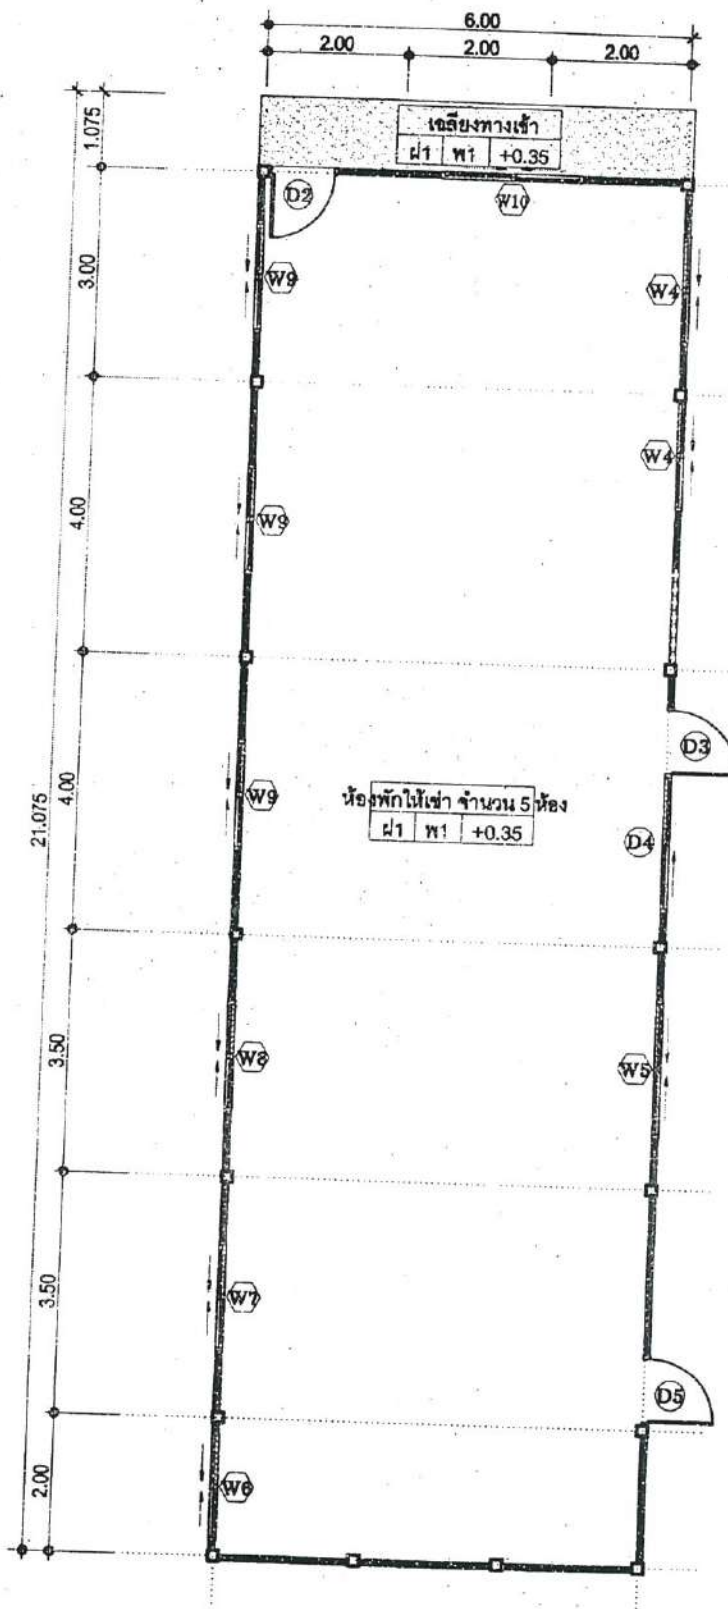 6.00
2.00 2.00 2.00
1.075
เฉลียงทางเข้า
ฝ1 พ1 +0.35
D2
W10
3.00
W9
W4
W4
4.00
W9
D3
4.00
21.075
W9
ห้องพักให้เช่า จำนวน 5 ห้อง
ฝ1 พ1 +0.35
D4
3.50
W8
W5
3.50
W7
D5
2.00
W6